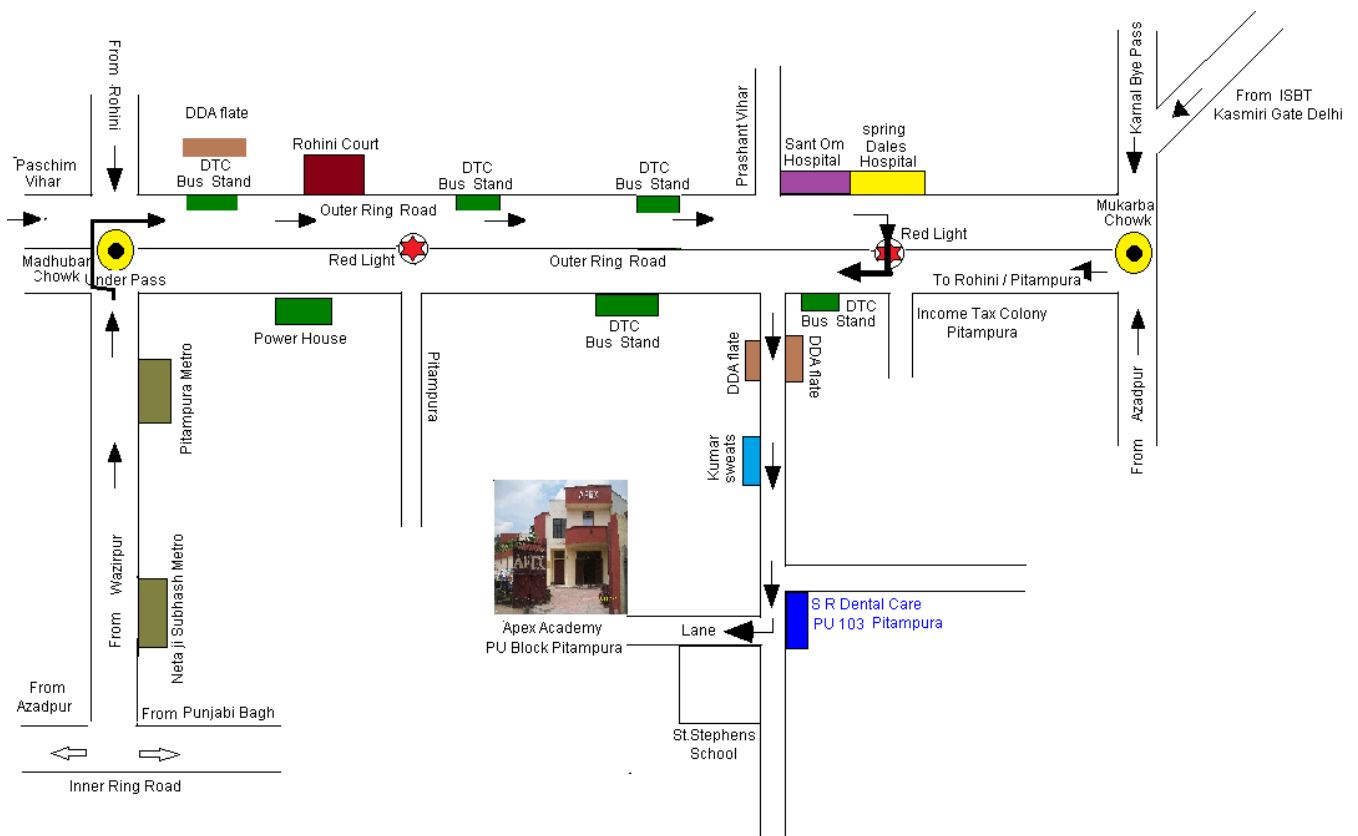 From -Rohini
DDA flate
DTC
Bus Stand
Rohini Court
DTC
Bus Stand
DTC
Bus Stand
Prashant Vihar
Sant Om
Hospital
spring
Dales
Hospital
Karnal Bye Pass
From ISBT
Kasmiri Gate Delhi
Paschim
Vihar
Outer Ring Road
Mukarba
Chowk
Madhubar
Chowk
Under Pass
Red Light
Outer Ring Road
Red Light
To Rohini / Pitampura
Power House
DTC
Bus Stand
DTC
Bus Stand
Income Tax Colony
Pitampura
Pitampura Metro
Pitampura
DDA flate
DDA flate
From Azadpur
Kumar
sweats
APEX
APEX
From Wazirpur
Neta ji Subhash Metro
Apex Academy
PU Block Pitampura
Lane
S R Dental Care
PU 103 Pitampura
From
Azadpur
From Punjabi Bagh
St.Stephens
School
Inner Ring Road